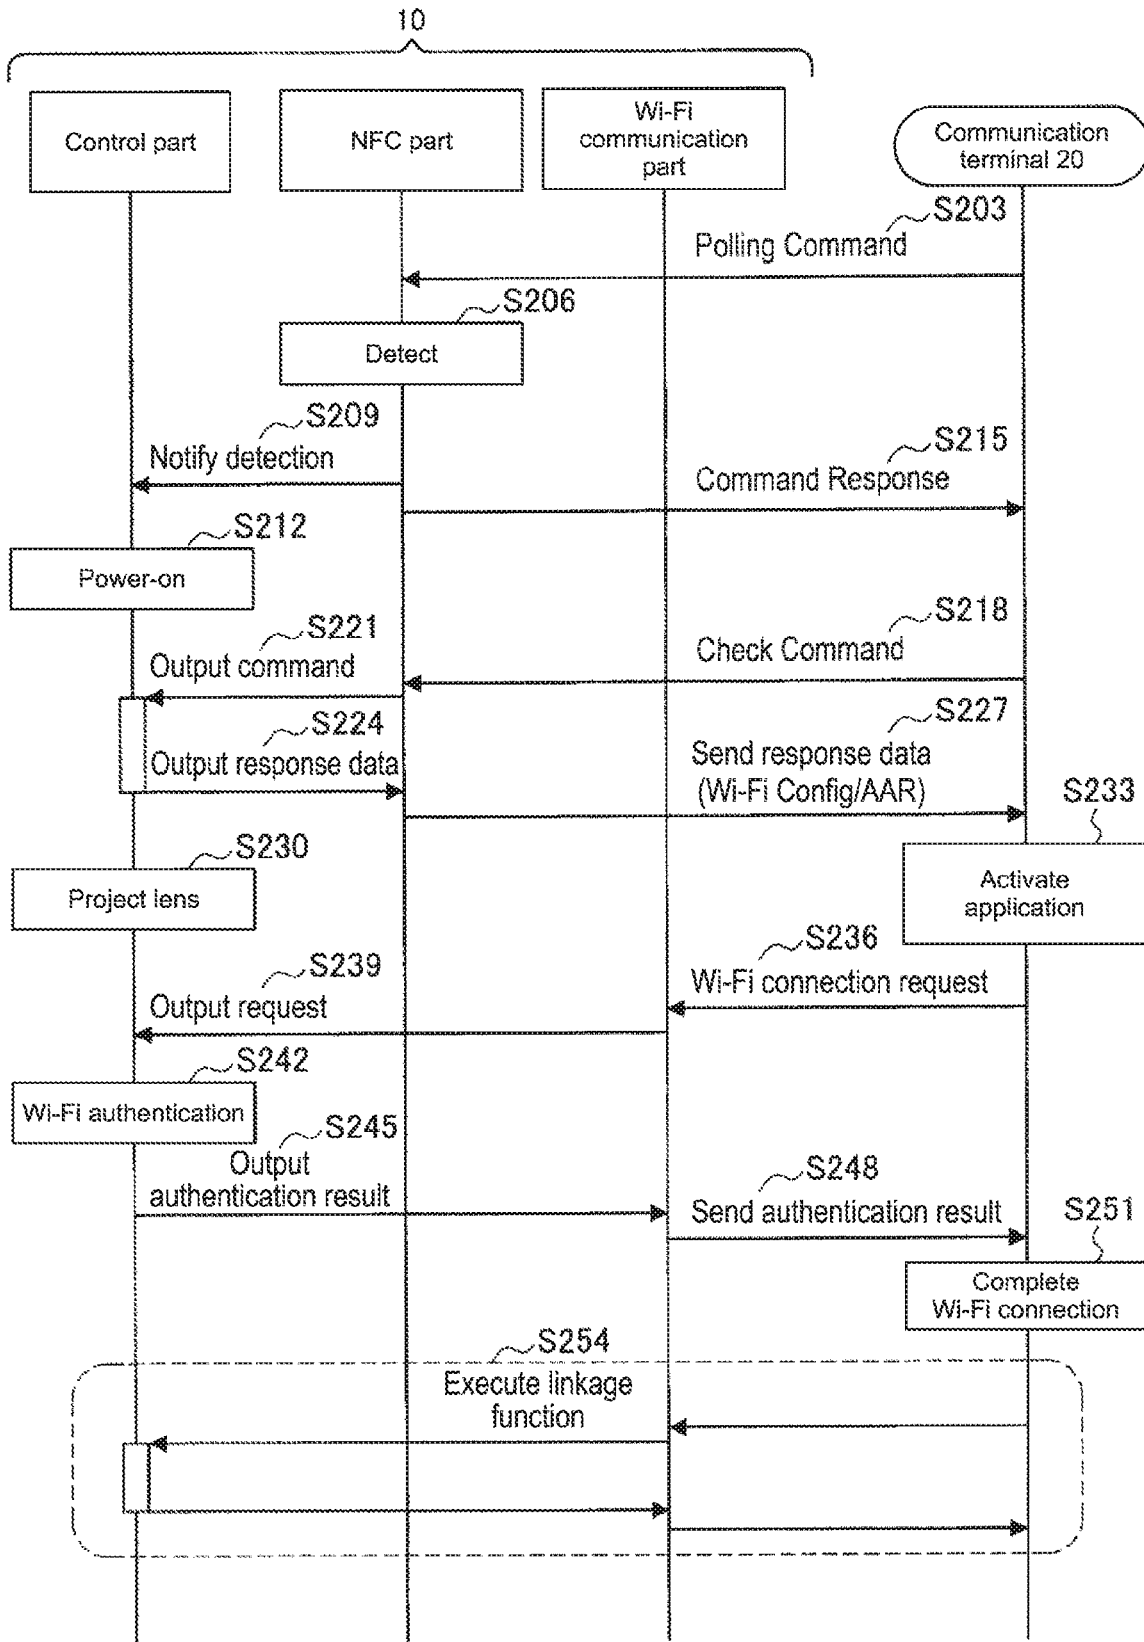 10
Control part
NFC part
Wi-Fi
communication
part
Communication
terminal 20
S203
Polling Command
S206
Detect
S209
Notify detection
S215
Command Response
S212
Power-on
S218
Check Command
S221
Output command
S224
Output response data
S227
Send response data
(Wi-Fi Config/AAR)
S233
Activate
application
S230
Project lens
S236
Wi-Fi connection request
S239
Output request
S242
Wi-Fi authentication
S245
Output
authentication result
S248
Send authentication result
S251
Complete
Wi-Fi connection
S254
Execute linkage
function